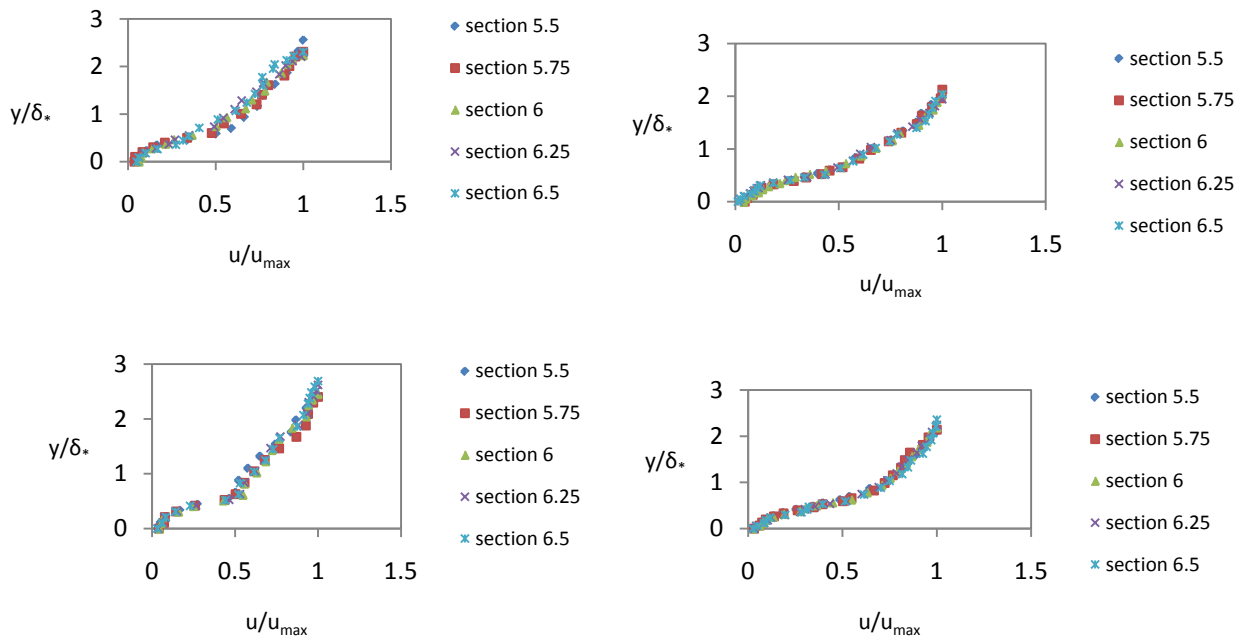 3
2
1
0
y/δ*
0 0.5 1 1.5
u/umax
section 5.5
section 5.75
section 6
section 6.25
section 6.5
3
2
1
0
y/δ*
0 0.5 1 1.5
u/umax
section 5.5
section 5.75
section 6
section 6.25
section 6.5
3
2
1
0
y/δ*
0 0.5 1 1.5
u/umax
section 5.5
section 5.75
section 6
section 6.25
section 6.5
3
2
1
0
y/δ*
0 0.5 1 1.5
u/umax
section 5.5
section 5.75
section 6
section 6.25
section 6.5